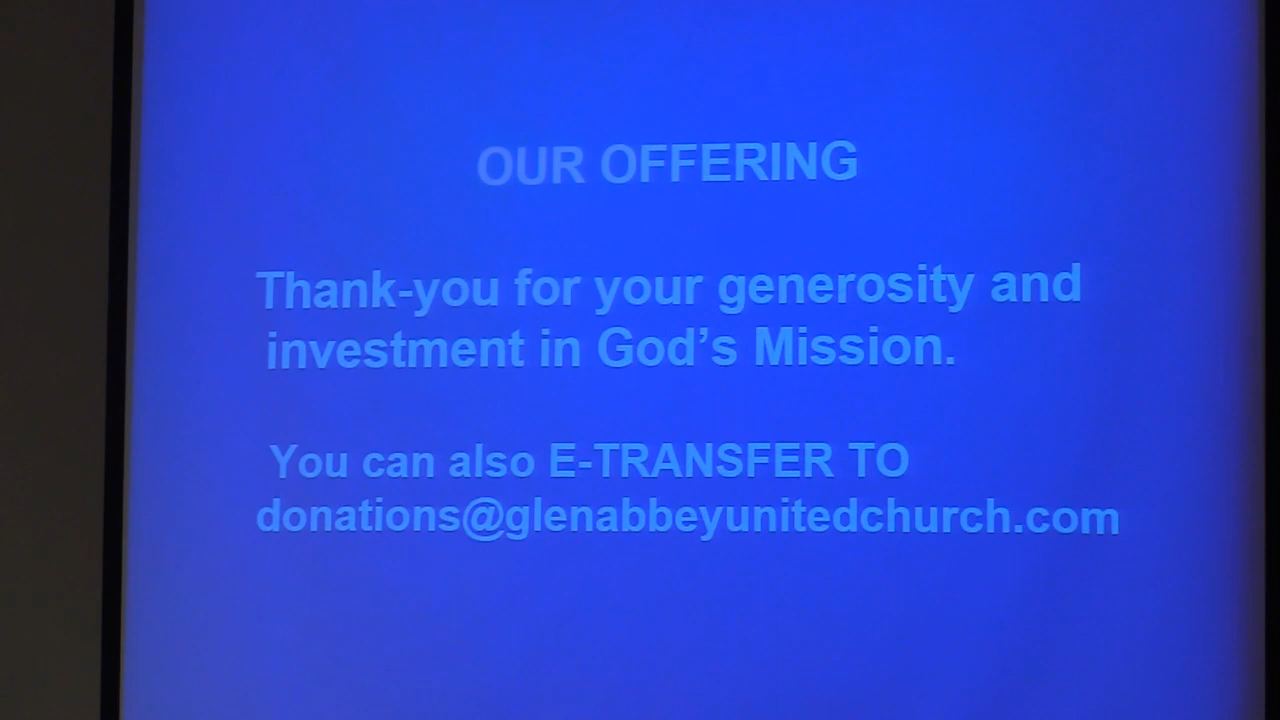 OUR OFFERING
Thank-you for your generosity and
investment in God’s Mission.
You can also E-TRANSFER TO
donations@glenabbeyunitedchurch.com